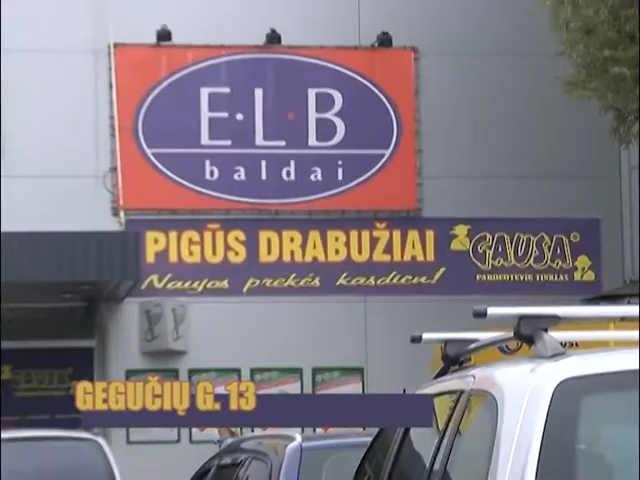 E·L·B
baldai
PIGŪS DRABUŽIAI
Naujos prekės kasdien!
GAUSA®
PARDUOTUVIŲ TINKLAS
GEGUČIŲ G. 13